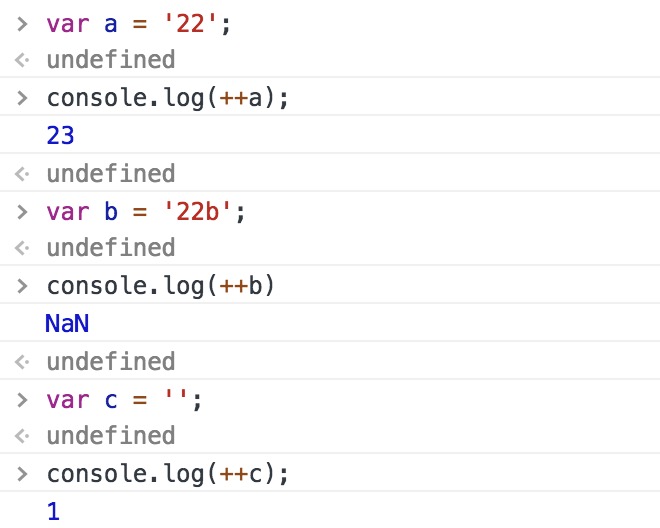 > var a = '22';
<· undefined
> console.log(++a);
23
<· undefined
> var b = '22b';
<· undefined
> console.log(++b)
NaN
<· undefined
> var c = '';
<· undefined
> console.log(++c);
1